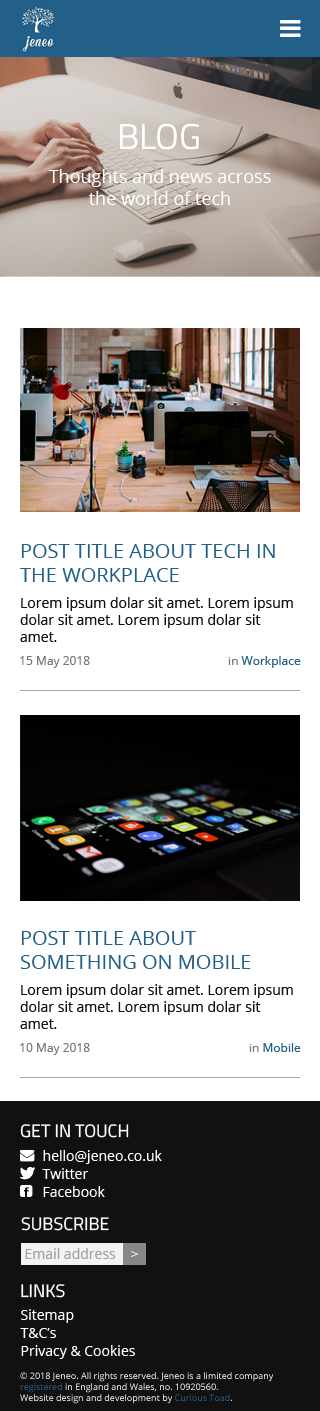 jeneo
BLOG
Thoughts and news across
the world of tech
POST TITLE ABOUT TECH IN
THE WORKPLACE
Lorem ipsum dolar sit amet. Lorem ipsum
dolar sit amet. Lorem ipsum dolar sit
amet.
15 May 2018 in Workplace
POST TITLE ABOUT
SOMETHING ON MOBILE
Lorem ipsum dolar sit amet. Lorem ipsum
dolar sit amet. Lorem ipsum dolar sit
amet.
10 May 2018 in Mobile
GET IN TOUCH
hello@jeneo.co.uk
Twitter
Facebook
SUBSCRIBE
Email address >
LINKS
Sitemap
T&C's
Privacy & Cookies
© 2018 Jeneo. All rights reserved. Jeneo is a limited company
registered in England and Wales, no. 10920560.
Website design and development by Curious Toad.